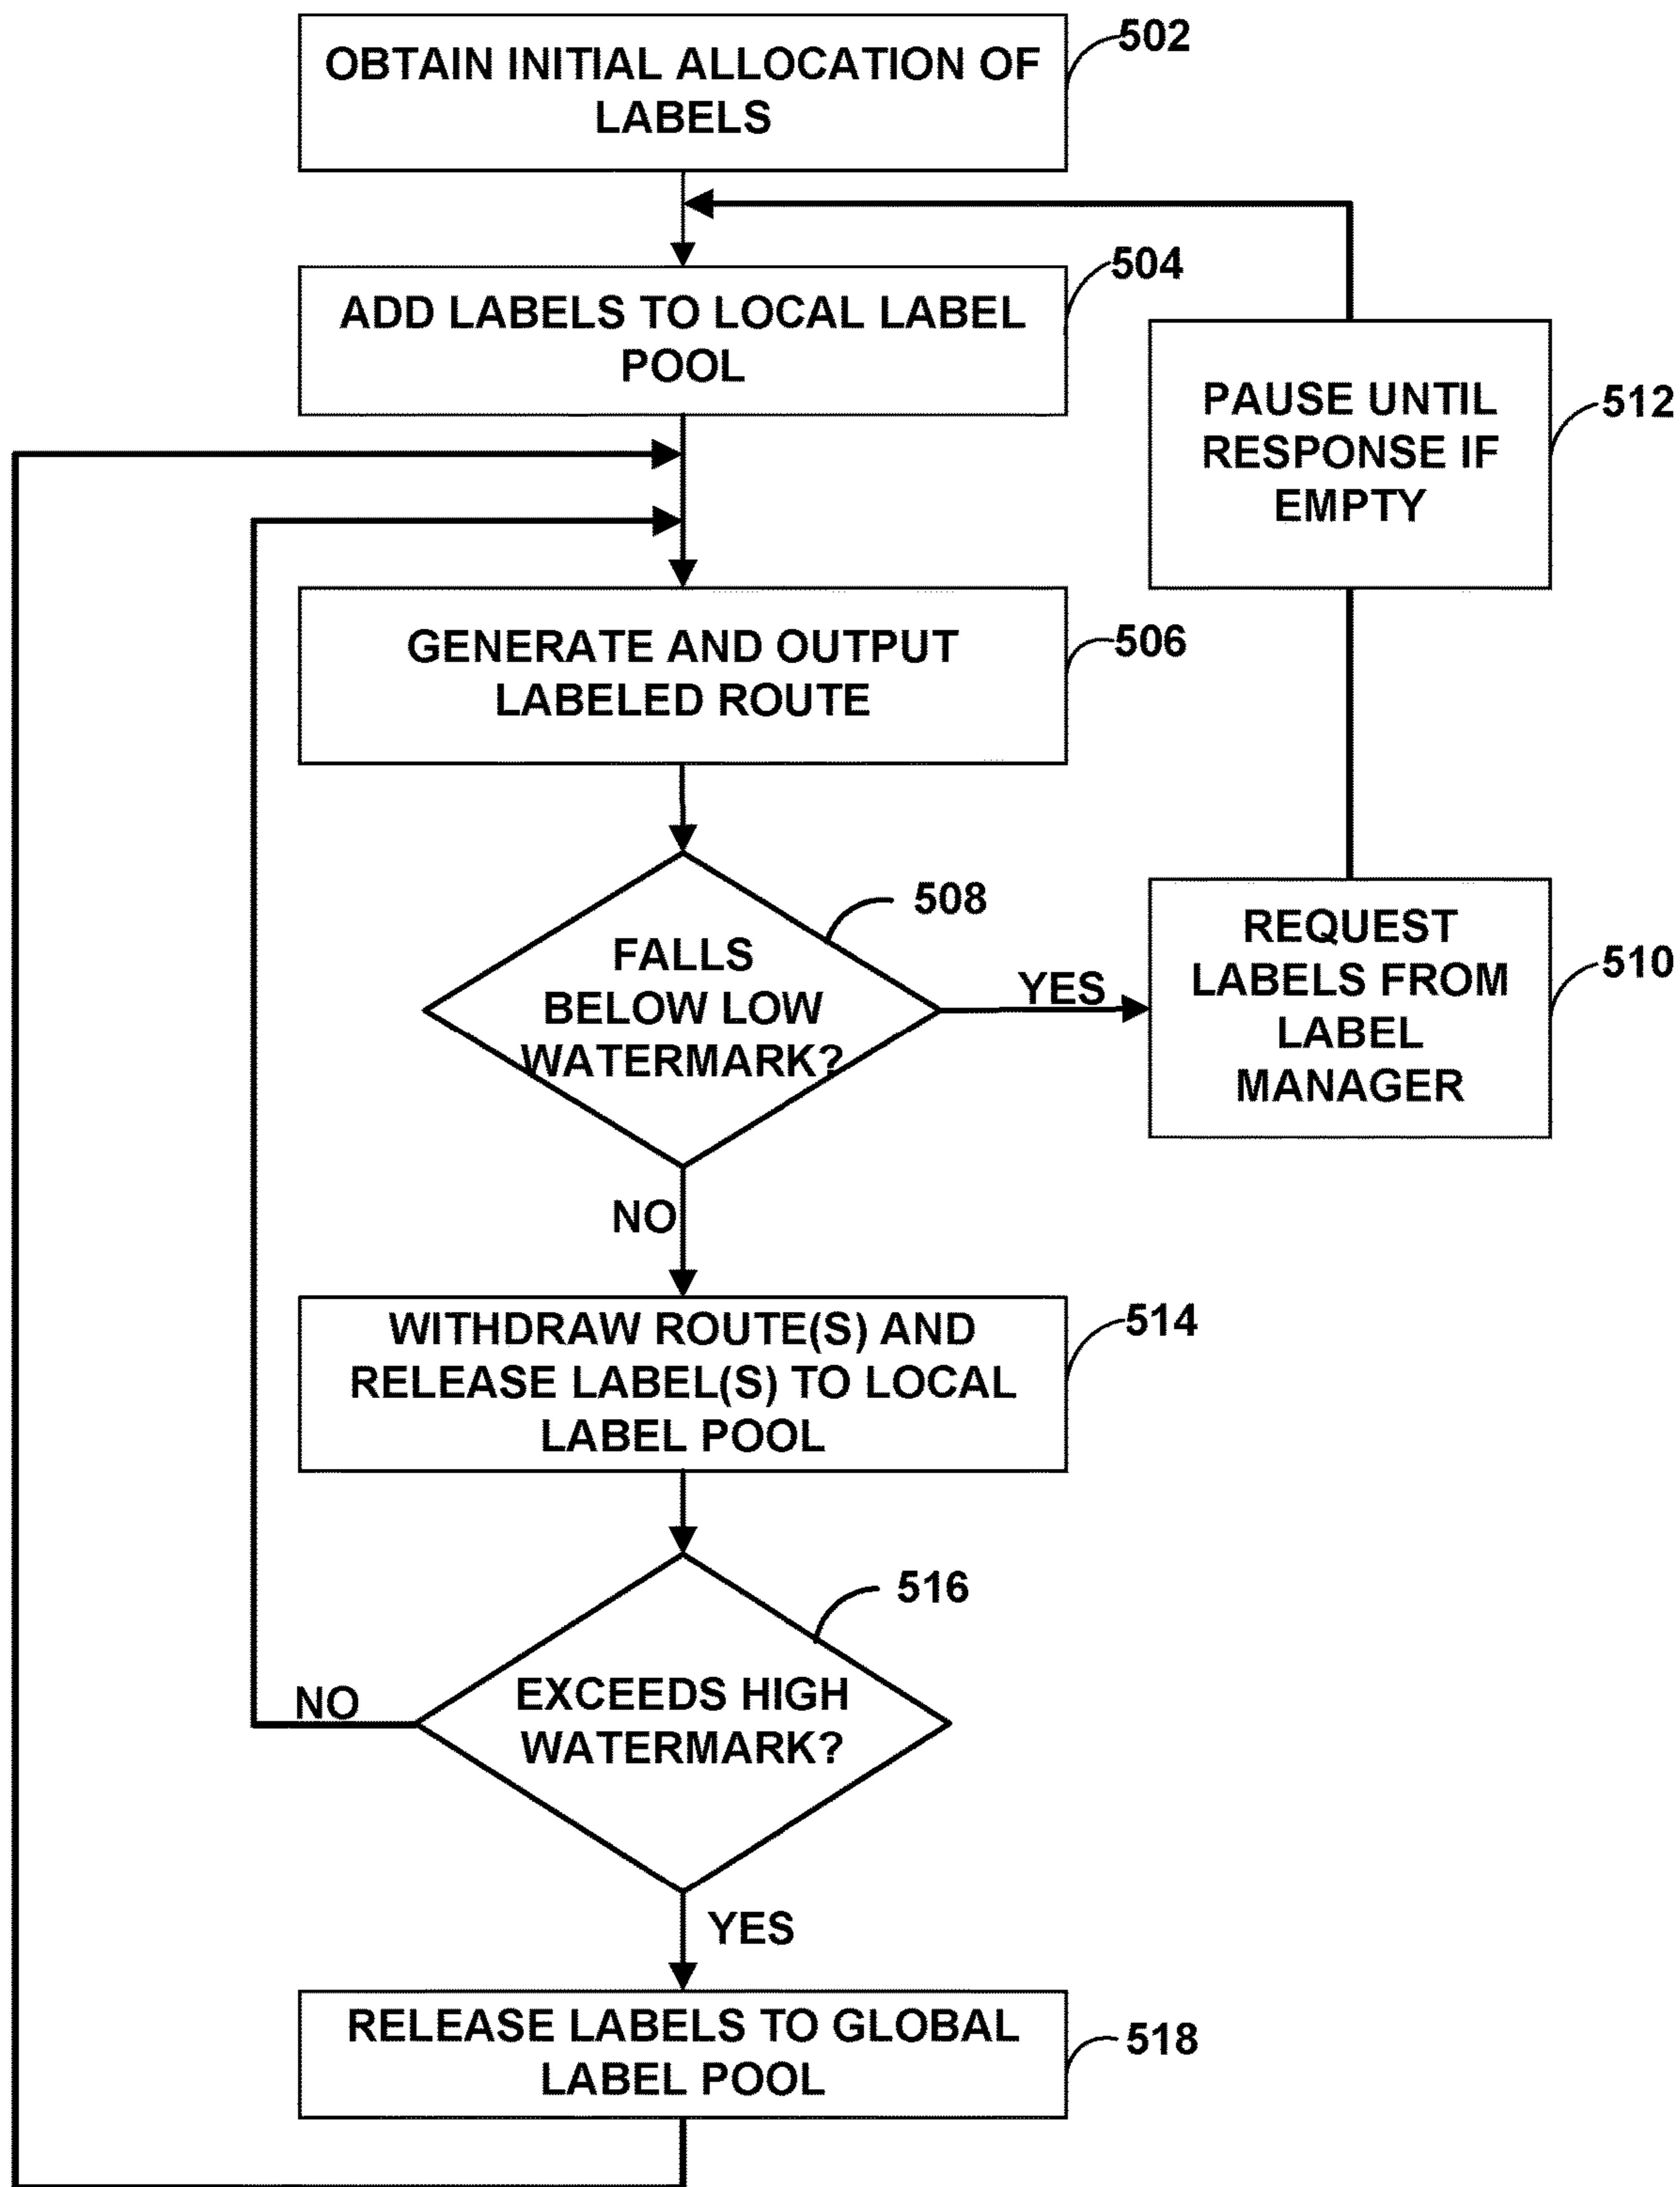 OBTAIN INITIAL ALLOCATION OF
LABELS
502
ADD LABELS TO LOCAL LABEL
POOL
504
PAUSE UNTIL
RESPONSE IF
EMPTY
512
GENERATE AND OUTPUT
LABELED ROUTE
506
FALLS
BELOW LOW
WATERMARK?
508
YES
REQUEST
LABELS FROM
LABEL
MANAGER
510
NO
WITHDRAW ROUTE(S) AND
RELEASE LABEL(S) TO LOCAL
LABEL POOL
514
EXCEEDS HIGH
WATERMARK?
516
NO
YES
RELEASE LABELS TO GLOBAL
LABEL POOL
518